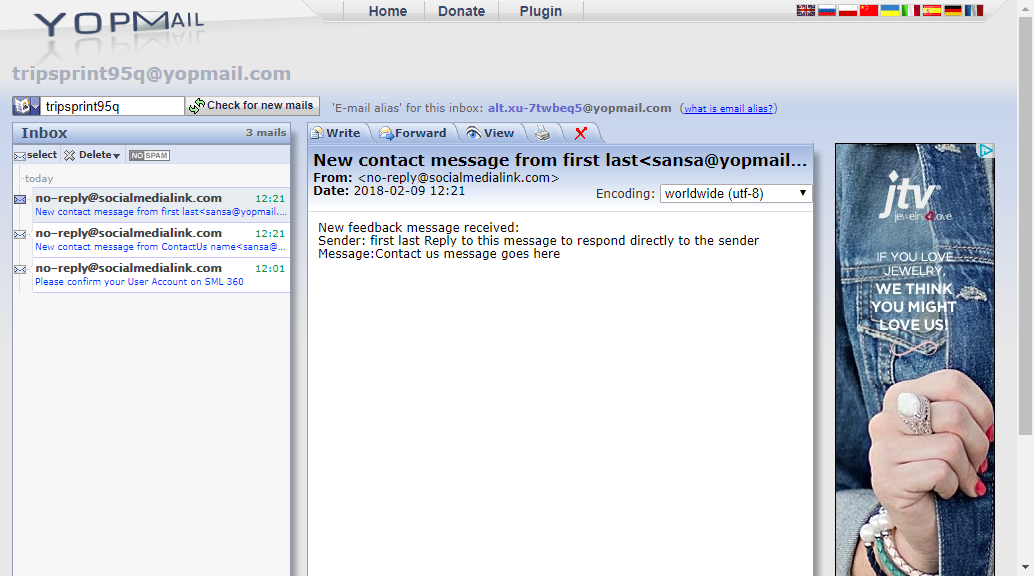 YOPMAIL
Home
Donate
Plugin
tripsprint95q@yopmail.com
tripsprint95q
Check for new mails
'E-mail alias' for this inbox: alt.xu-7twbeq5@yopmail.com (what is email alias?)
Inbox
3 mails
select
Delete
NO SPAM
today
no-reply@socialmedialink.com 12:21
New contact message from first last<sansa@yopmail....
no-reply@socialmedialink.com 12:21
New contact message from ContactUs name<sansa@...
no-reply@socialmedialink.com 12:01
Please confirm your User Account on SML 360
Write
Forward
View
New contact message from first last<sansa@yopmail...
From: <no-reply@socialmedialink.com>
Date: 2018-02-09 12:21
Encoding: worldwide (utf-8)
New feedback message received:
Sender: first last Reply to this message to respond directly to the sender
Message:Contact us message goes here
jtv
jewelry4love
IF YOU LOVE
JEWELRY,
WE THINK
YOU MIGHT
LOVE US!